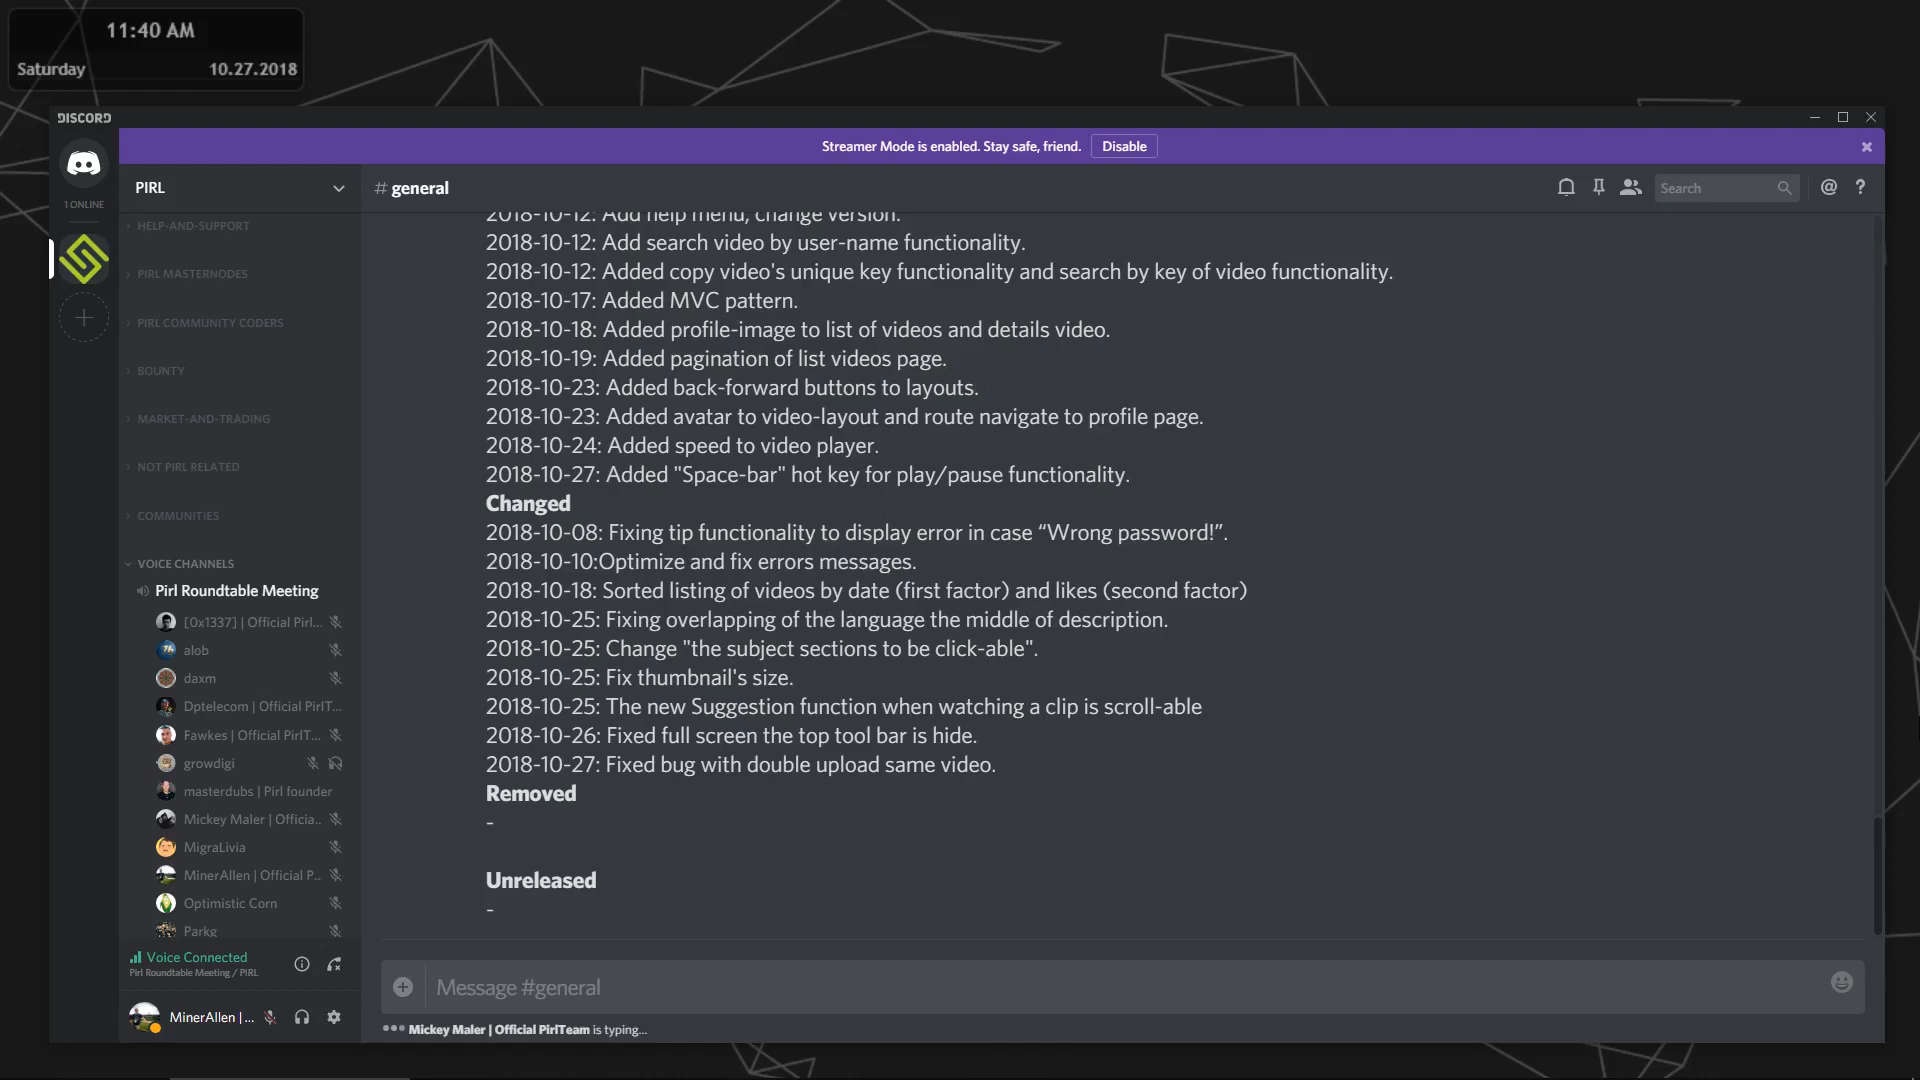 11:40 AM
Saturday 10.27.2018
DISCORD
Streamer Mode is enabled. Stay safe, friend. Disable
1 ONLINE
PIRL
# general
Search
@ ?
HELP-AND-SUPPORT
PIRL MASTERNODES
PIRL COMMUNITY CODERS
BOUNTY
MARKET-AND-TRADING
NOT PIRL RELATED
COMMUNITIES
VOICE CHANNELS
Pirl Roundtable Meeting
[0x1337] | Official Pirl...
alob
daxm
Dptelecom | Official PirlT...
Fawkes | Official PirlT...
growdigi
masterdubs | Pirl founder
Mickey Maler | Officia...
MigraLivia
MinerAllen | Official P...
Optimistic Corn
Parkg
Voice Connected
Pirl Roundtable Meeting / PIRL
MinerAllen |...
2018-10-12: Add help menu, change version.
2018-10-12: Add search video by user-name functionality.
2018-10-12: Added copy video's unique key functionality and search by key of video functionality.
2018-10-17: Added MVC pattern.
2018-10-18: Added profile-image to list of videos and details video.
2018-10-19: Added pagination of list videos page.
2018-10-23: Added back-forward buttons to layouts.
2018-10-23: Added avatar to video-layout and route navigate to profile page.
2018-10-24: Added speed to video player.
2018-10-27: Added "Space-bar" hot key for play/pause functionality.
Changed
2018-10-08: Fixing tip functionality to display error in case “Wrong password!”.
2018-10-10:Optimize and fix errors messages.
2018-10-18: Sorted listing of videos by date (first factor) and likes (second factor)
2018-10-25: Fixing overlapping of the language the middle of description.
2018-10-25: Change "the subject sections to be click-able".
2018-10-25: Fix thumbnail's size.
2018-10-25: The new Suggestion function when watching a clip is scroll-able
2018-10-26: Fixed full screen the top tool bar is hide.
2018-10-27: Fixed bug with double upload same video.
Removed
-
Unreleased
-
Message #general
Mickey Maler | Official PirlTeam is typing...